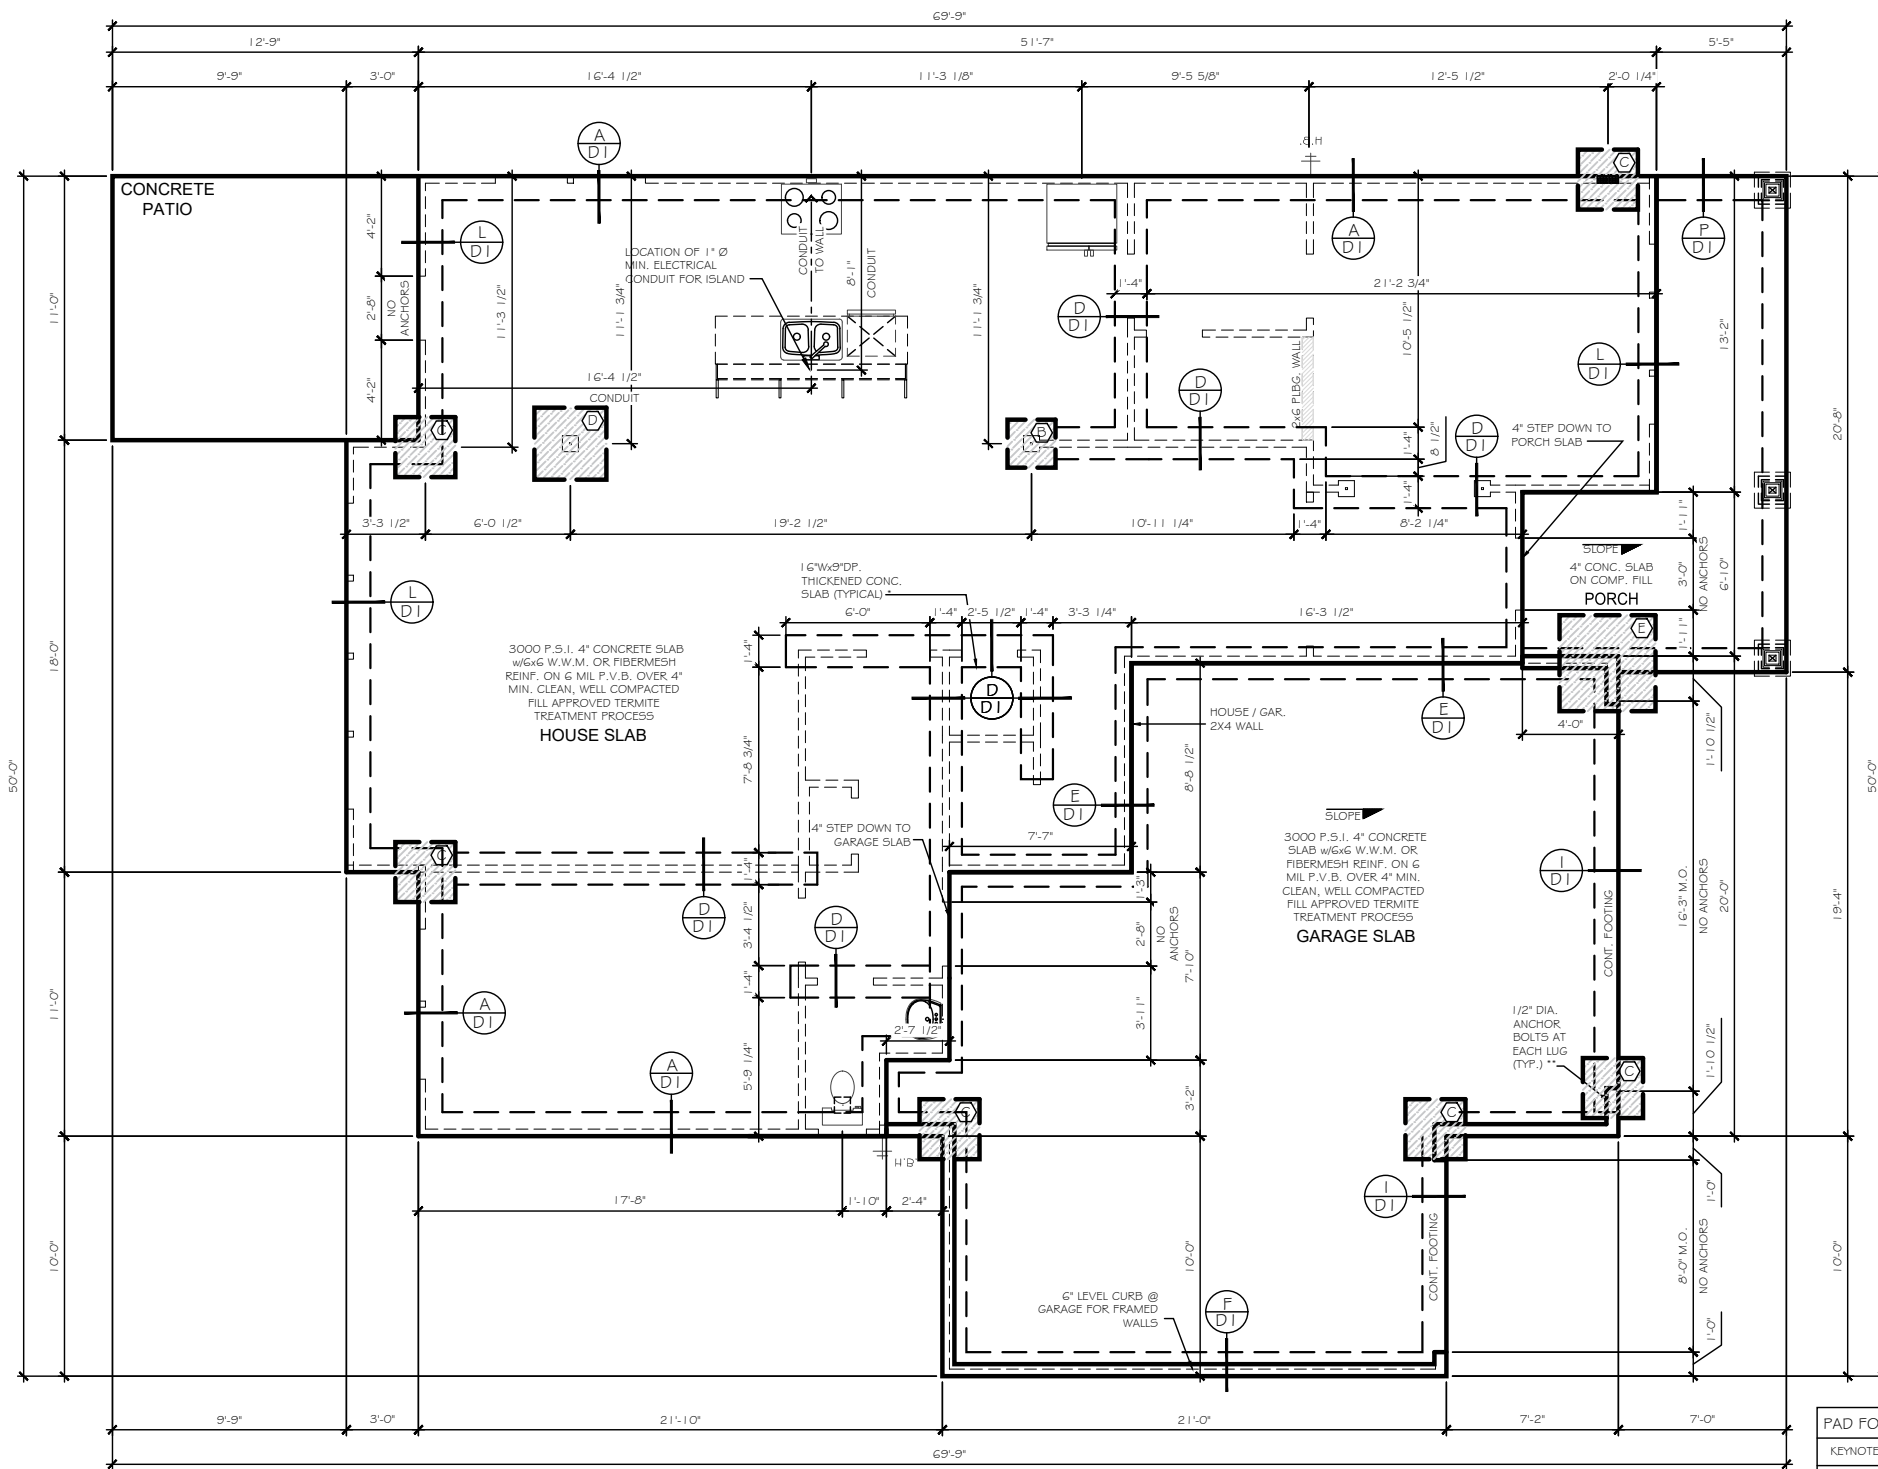 69'-9"
12'-9"
51'-7"
5'-5"
9'-9"
3'-0"
16'-4 1/2"
11'-3 1/8"
9'-5 5/8"
12'-5 1/2"
2'-0 1/4"
A
D1
H.B.
C
CONCRETE
PATIO
4'-2"
2'-8"
NO
ANCHORS
4'-2"
L
D1
11'-3 1/2"
LOCATION OF 1" Ø
MIN. ELECTRICAL
CONDUIT FOR ISLAND
11'-1 3/4"
CONDUIT
TO WALL
8'-1"
CONDUIT
11'-1 3/4"
1'-4"
D
D1
A
D1
21'-2 3/4"
10'-5 1/2"
P
D1
13'-2"
20'-8"
11'-0"
16'-4 1/2"
CONDUIT
D
D1
2x6 PLBG. WALL
L
D1
C
D
B
1'-4"
8 1/2"
1'-4"
D
D1
4" STEP DOWN TO
PORCH SLAB
3'-3 1/2"
6'-0 1/2"
19'-2 1/2"
10'-11 1/4"
1'-4"
8'-2 1/4"
1'-11"
3'-0"
NO ANCHORS
1'-11"
6'-10"
SLOPE
4" CONC. SLAB
ON COMP. FILL
PORCH
E
L
D1
16"Wx9"DP.
THICKENED CONC.
SLAB (TYPICAL) *
6'-0"
1'-4"
2'-5 1/2"
1'-4"
3'-3 1/4"
16'-3 1/2"
18'-0"
3000 P.S.I. 4" CONCRETE SLAB
w/6x6 W.W.M. OR FIBERMESH
REINF. ON 6 MIL P.V.B. OVER 4"
MIN. CLEAN, WELL COMPACTED
FILL APPROVED TERMITE
TREATMENT PROCESS
HOUSE SLAB
1'-4"
D
D1
HOUSE / GAR.
2X4 WALL
E
D1
4'-0"
1'-10 1/2"
50'-0"
7'-8 3/4"
8'-8 1/2"
50'-0"
E
D1
SLOPE
3000 P.S.I. 4" CONCRETE
SLAB w/6x6 W.W.M. OR
FIBERMESH REINF. ON 6
MIL P.V.B. OVER 4" MIN.
CLEAN, WELL COMPACTED
FILL APPROVED TERMITE
TREATMENT PROCESS
GARAGE SLAB
4" STEP DOWN TO
GARAGE SLAB
7'-7"
C
1'-4"
1'-3"
I
D1
D
D1
D
D1
3'-4 1/2"
2'-8"
NO
ANCHORS
7'-10"
CONT. FOOTING
16'-3" M.O.
NO ANCHORS
20'-0"
19'-4"
11'-0"
A
D1
1'-4"
2'-7 1/2"
3'-11"
1/2" DIA.
ANCHOR
BOLTS AT
EACH LUG
(TYP.) **
1'-10 1/2"
A
D1
5'-9 1/4"
3'-2"
C
C
C
H.B.
17'-8"
1'-10"
2'-4"
I
D1
1'-0"
10'-0"
10'-0"
CONT. FOOTING
8'-0" M.O.
NO ANCHORS
10'-0"
6" LEVEL CURB @
GARAGE FOR FRAMED
WALLS
F
D1
1'-0"
9'-9"
3'-0"
21'-10"
21'-0"
7'-2"
7'-0"
69'-9"
PAD FO
KEYNOTE